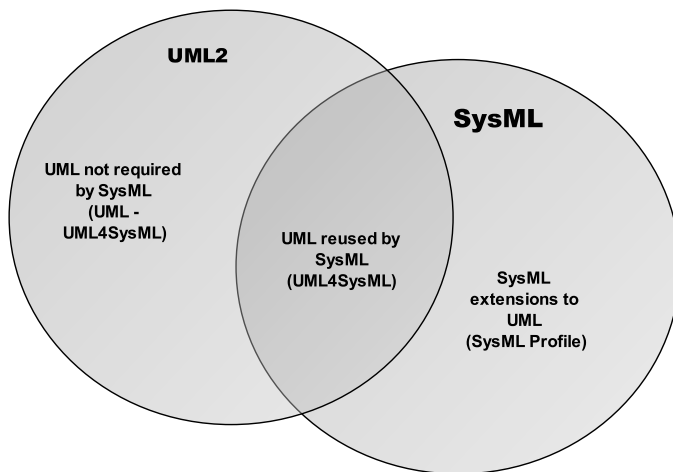 UML2
SysML
UML not required
by SysML
(UML -
UML4SysML)
UML reused by
SysML
(UML4SysML)
SysML
extensions to
UML
(SysML Profile)